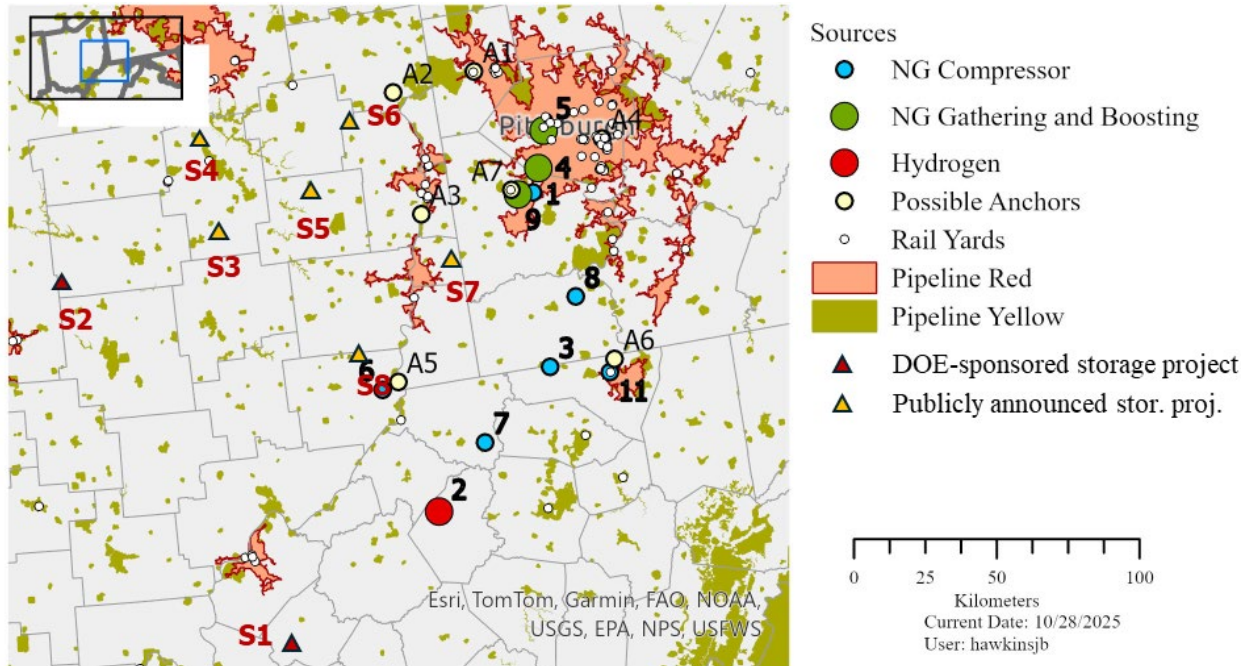 A1
A2
S6
5
Pittsburgh
A4
S4
4
A7
1
S5
A3
9
S3
S7
8
S2
3
A6
6
S8
A5
11
7
2
S1
Esri, TomTom, Garmin, FAO, NOAA,
USGS, EPA, NPS, USFWS
Sources
NG Compressor
NG Gathering and Boosting
Hydrogen
Possible Anchors
Rail Yards
Pipeline Red
Pipeline Yellow
DOE-sponsored storage project
Publicly announced stor. proj.
0 25 50 100
Kilometers
Current Date: 10/28/2025
User: hawkinsjb